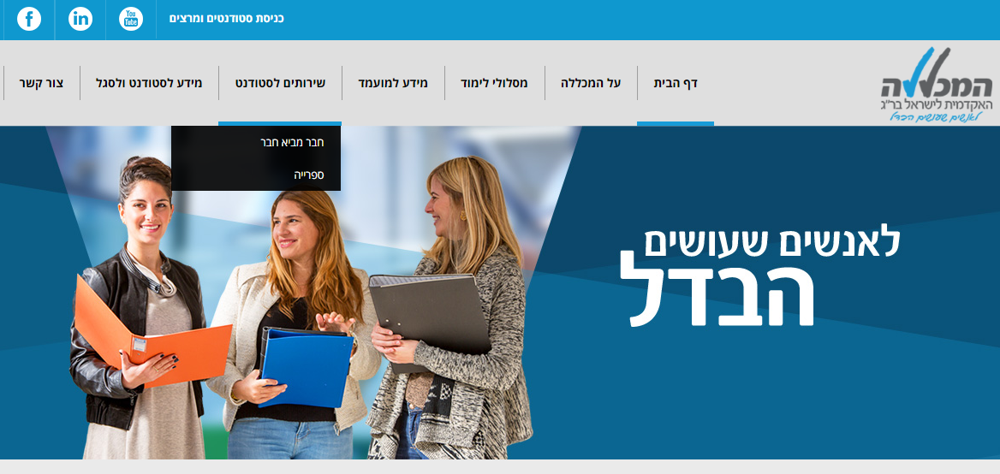 כניסת סטודנטים ומרצים
You
Tube
in
f
המכללה
האקדמית לישראל בר"ג
לאנשים שעושים הבדל
דף הבית
על המכללה
מסלולי לימוד
מידע למועמד
שירותים לסטודנט
מידע לסטודנט ולסגל
צור קשר
חבר מביא חבר
ספרייה
לאנשים שעושים
הבדל